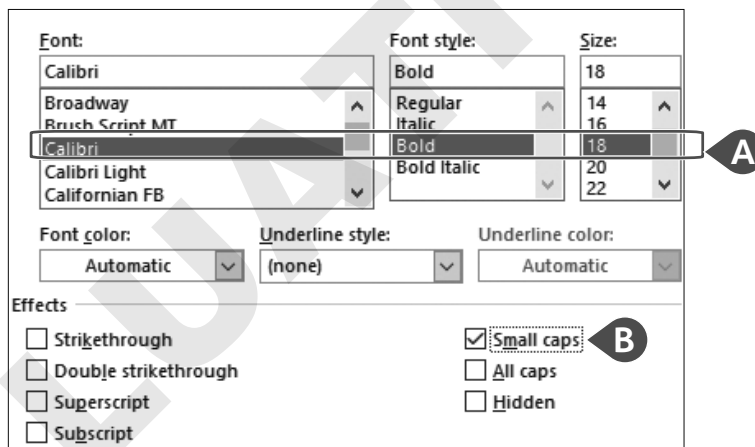 Font: Font style: Size:
Calibri Bold 18
Broadway Regular 14
Brush Script MT Italic 16
Calibri Bold 18
Calibri Light Bold Italic 20
Californian FB 22
A
Font color: Underline style: Underline color:
Automatic (none) Automatic
Effects
Strikethrough Small caps B
Double strikethrough All caps
Superscript Hidden
Subscript
LUATI